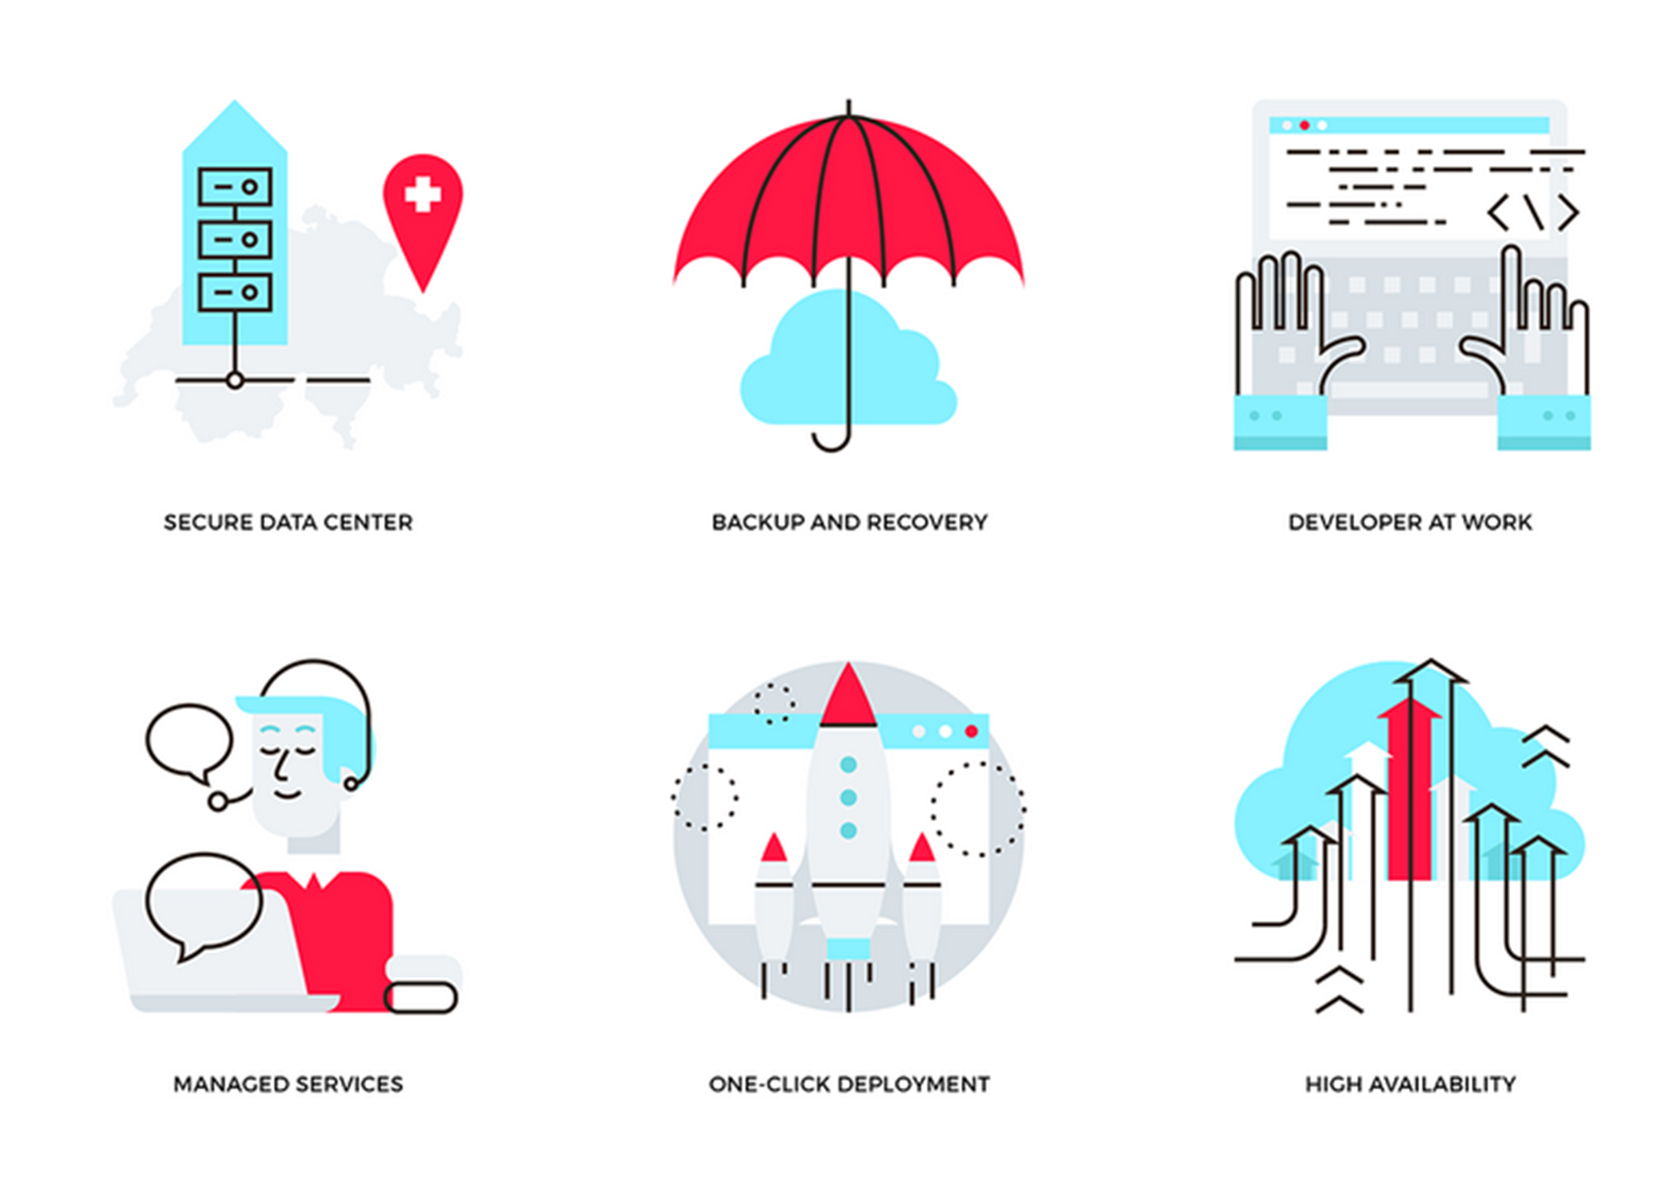 SECURE DATA CENTER
BACKUP AND RECOVERY
DEVELOPER AT WORK
MANAGED SERVICES
ONE-CLICK DEPLOYMENT
HIGH AVAILABILITY